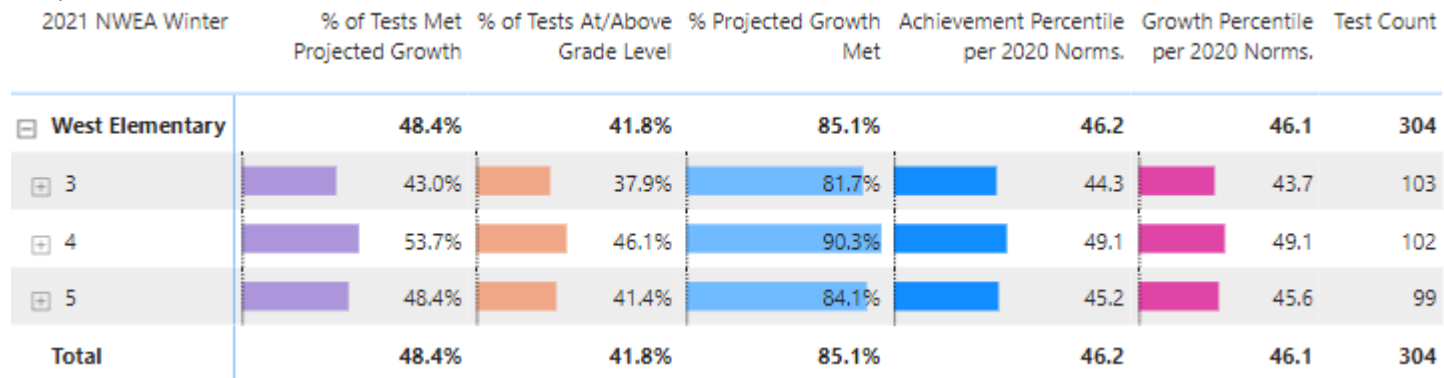 2021 NWEA Winter % of Tests Met Projected Growth % of Tests At/Above Grade Level % Projected Growth Met Achievement Percentile per 2020 Norms. Growth Percentile per 2020 Norms. Test Count
West Elementary 48.4% 41.8% 85.1% 46.2 46.1 304
3 43.0% 37.9% 81.7% 44.3 43.7 103
4 53.7% 46.1% 90.3% 49.1 49.1 102
5 48.4% 41.4% 84.1% 45.2 45.6 99
Total 48.4% 41.8% 85.1% 46.2 46.1 304